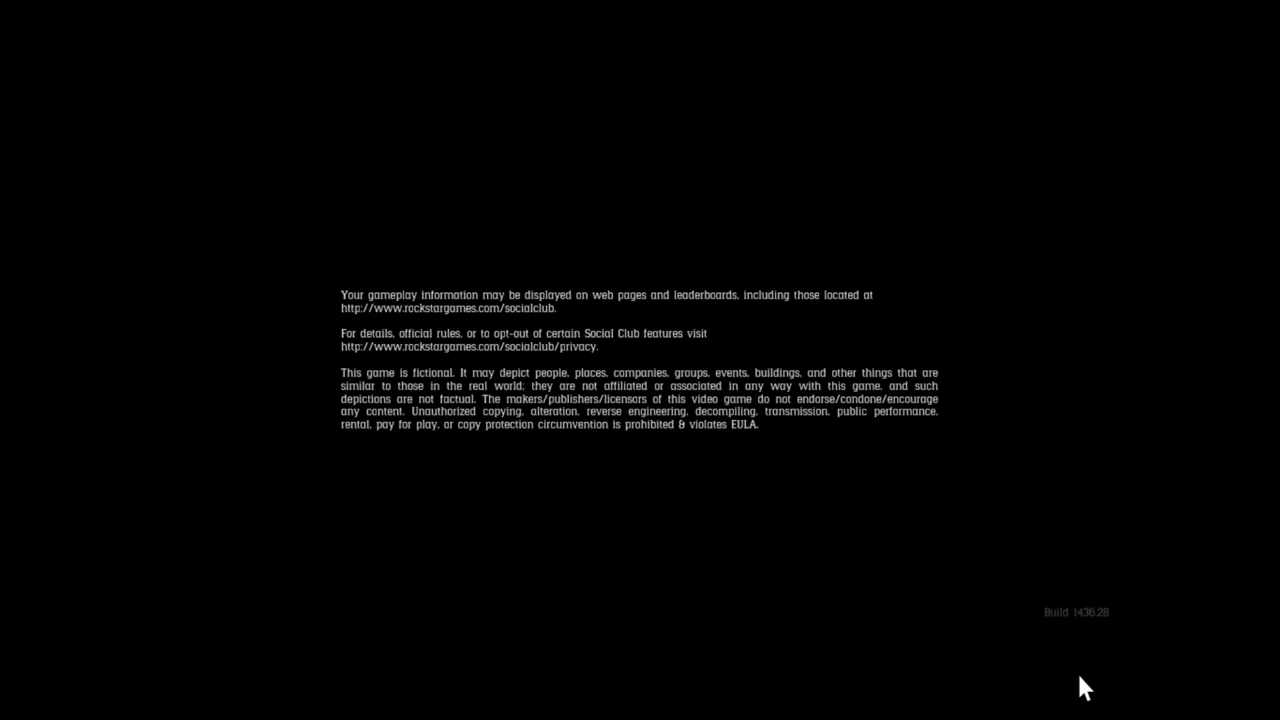 Your gameplay information may be displayed on web pages and leaderboards, including those located at
http://www.rockstargames.com/socialclub.
For details, official rules, or to opt-out of certain Social Club features visit
http://www.rockstargames.com/socialclub/privacy.
This game is fictional. It may depict people, places, companies, groups, events, buildings, and other things that are
similar to those in the real world; they are not affiliated or associated in any way with this game, and such
depictions are not factual. The makers/publishers/licensors of this video game do not endorse/condone/encourage
any content. Unauthorized copying, alteration, reverse engineering, decompiling, transmission, public performance,
rental, pay for play, or copy protection circumvention is prohibited & violates EULA.
Build 1436.28